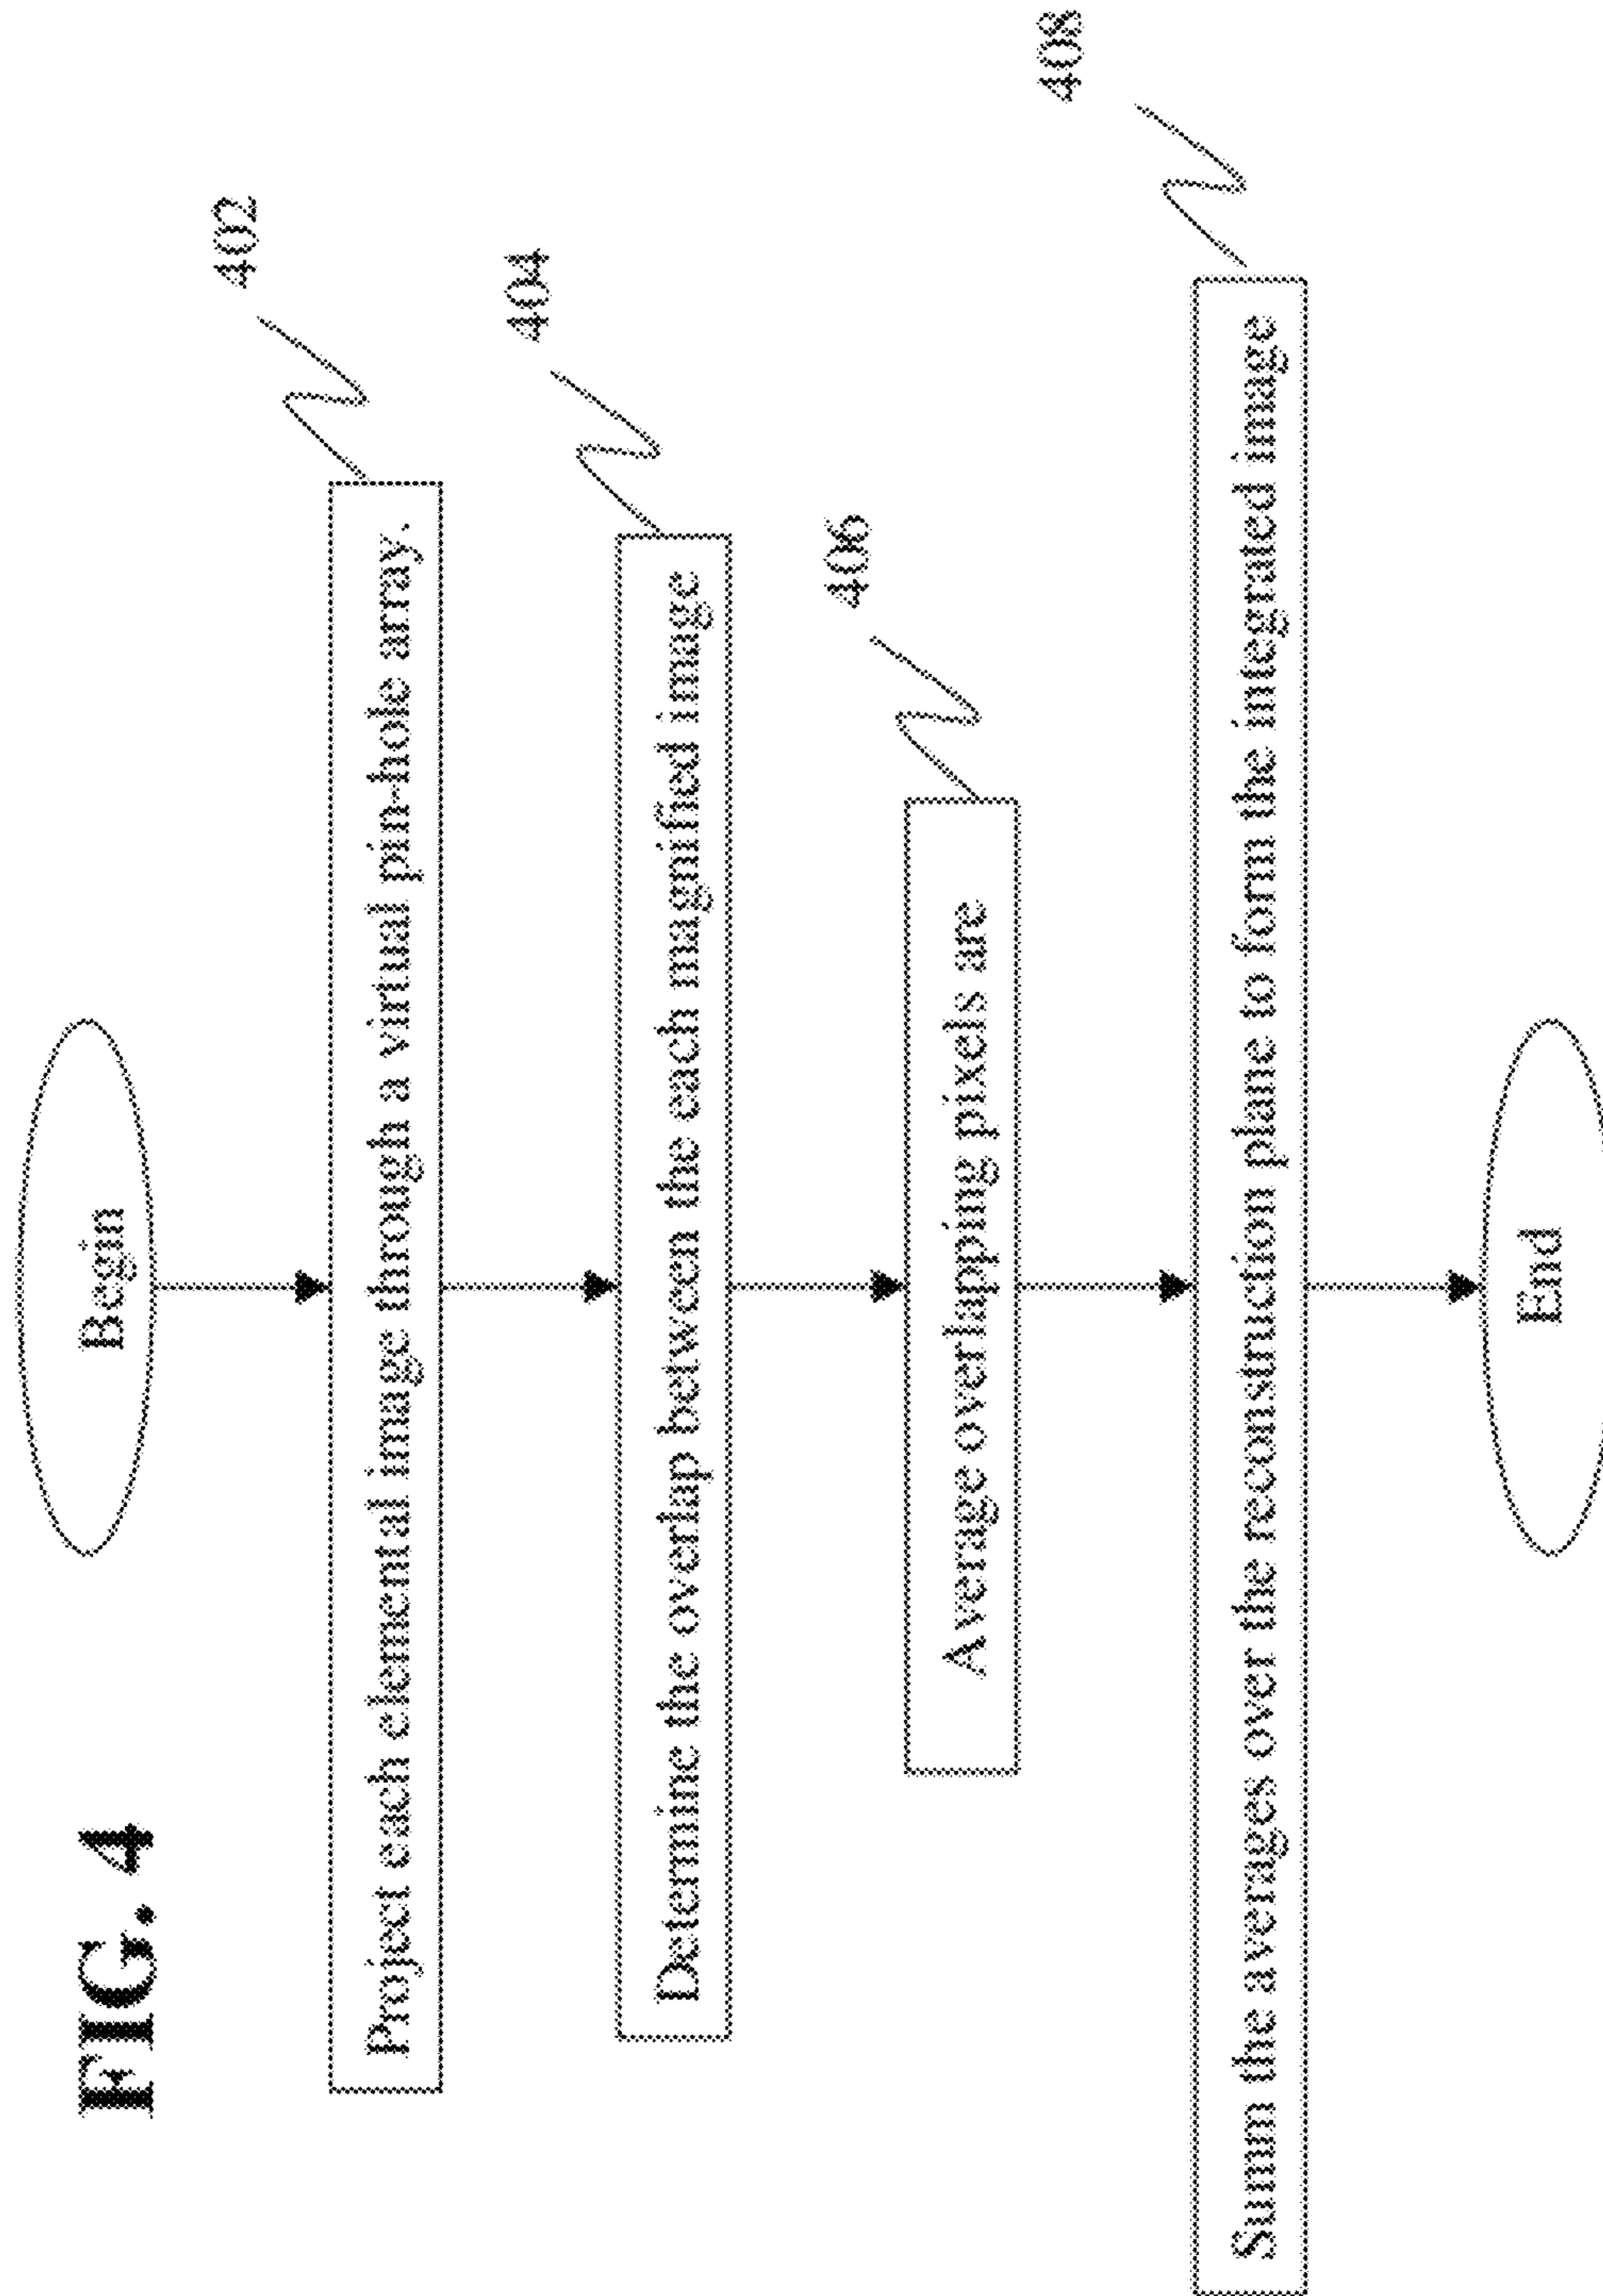 FIG. 4
Begin
402
Project each elemental image through a virtual pin-hole array.
404
Determine the overlap between the each magnified image
406
Average overlapping pixels are
408
Sum the averages over the reconstruction plane to form the integrated image
End